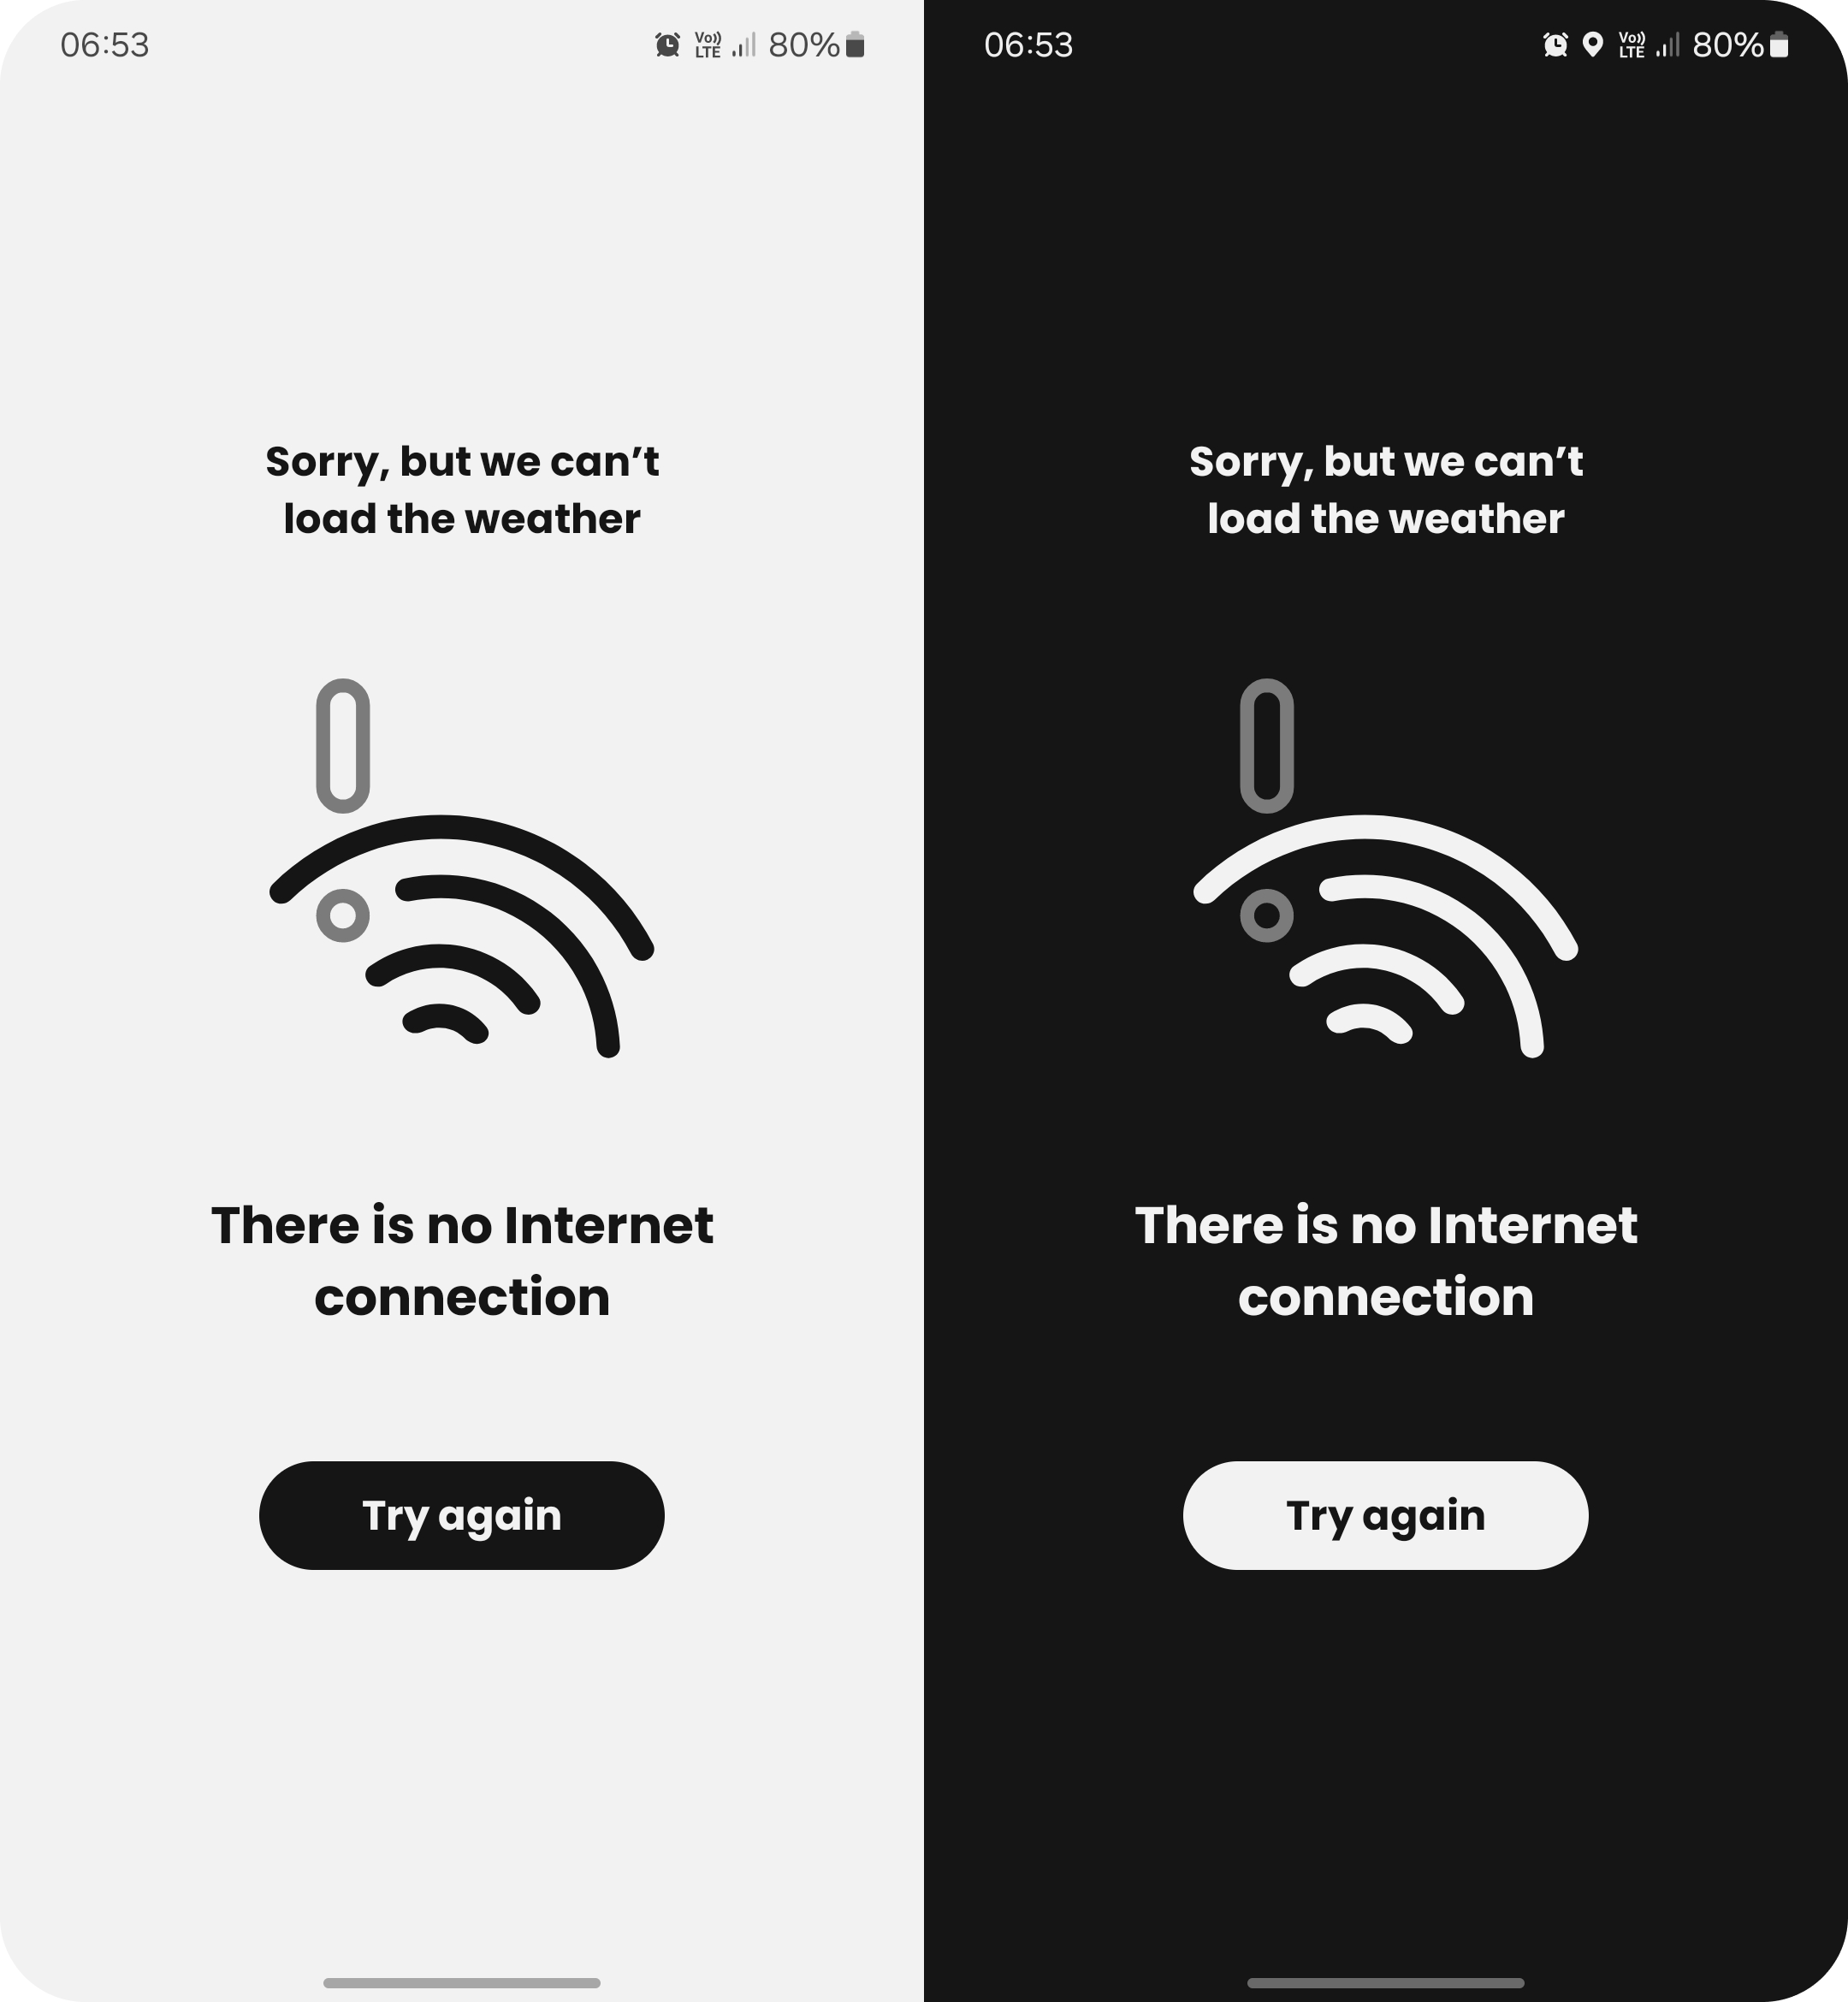 06:53
Vo))
LTE
80%
Sorry, but we can’t
load the weather
There is no Internet
connection
Try again
06:53
Vo))
LTE
80%
Sorry, but we can’t
load the weather
There is no Internet
connection
Try again